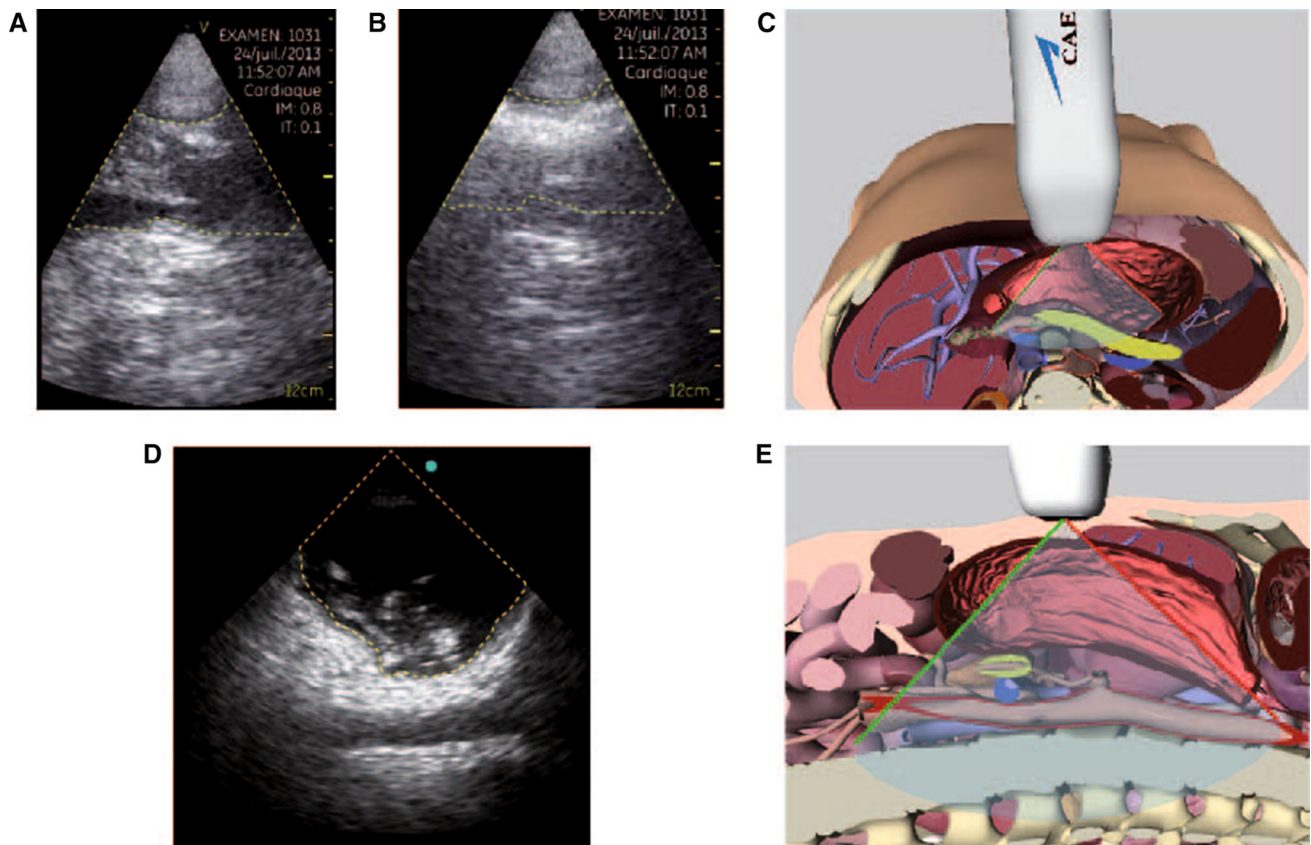 A
V
EXAMEN: 1031
24/juil./2013
11:52:07 AM
Cardiaque
IM: 0.8
IT: 0.1
12cm
B
EXAMEN: 1031
24/juil./2013
11:52:07 AM
Cardiaque
IM: 0.8
IT: 0.1
12cm
C
CAE
D
E